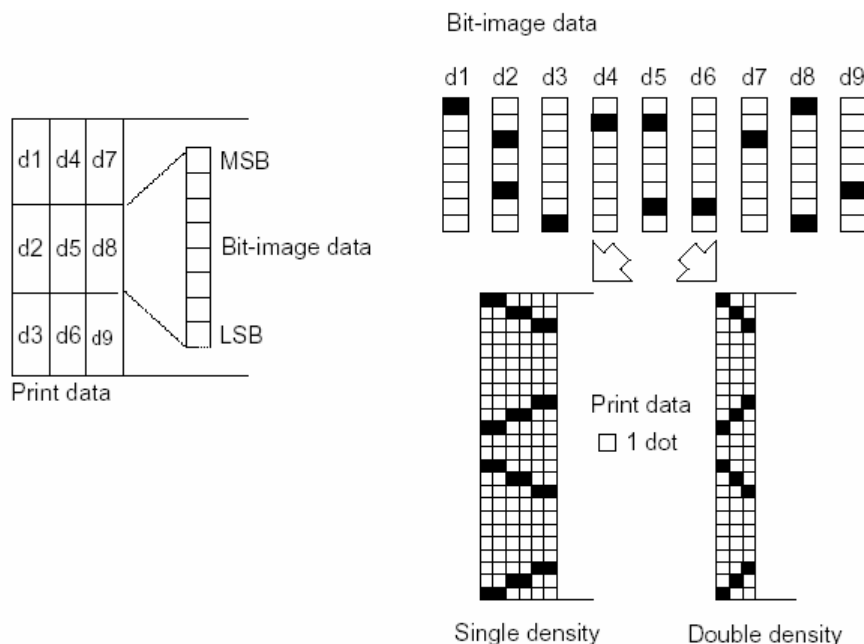 Bit-image data
d1 d2 d3 d4 d5 d6 d7 d8 d9
d1 d4 d7
MSB
d2 d5 d8
Bit-image data
d3 d6 d9
LSB
Print data
Print data
1 dot
Single density
Double density